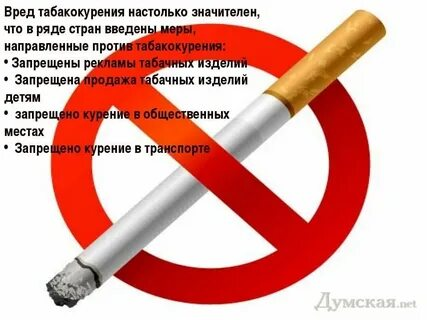 Вред табакокурения настолько значителен,
что в ряде стран введены меры,
направленные против табакокурения:
• Запрещены рекламы табачных изделий
• Запрещена продажа табачных изделий
детям
• запрещено курение в общественных
местах
• Запрещено курение в транспорте
Думская.net